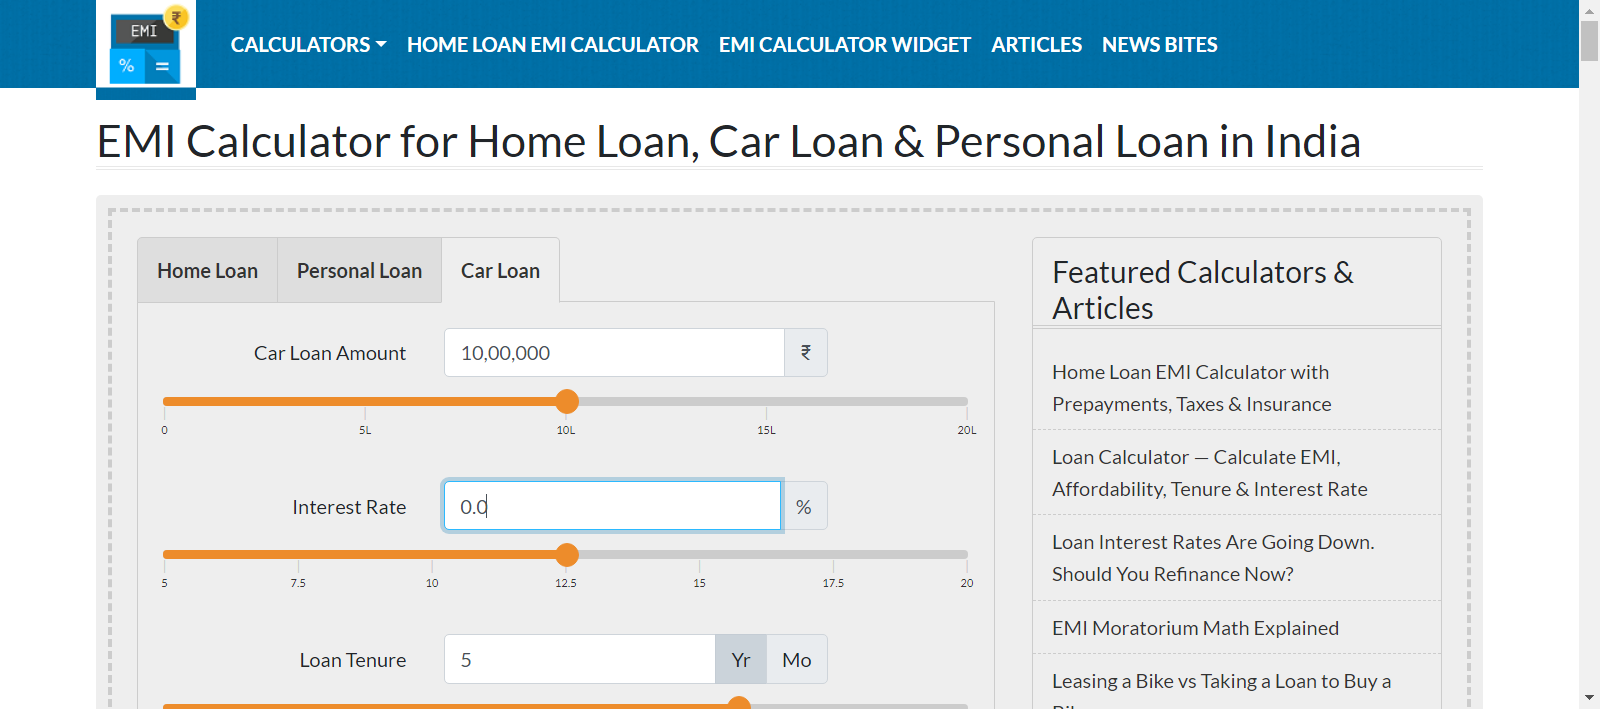 EMI
₹
%
=
CALCULATORS
HOME LOAN EMI CALCULATOR
EMI CALCULATOR WIDGET
ARTICLES
NEWS BITES
EMI Calculator for Home Loan, Car Loan & Personal Loan in India
Home Loan
Personal Loan
Car Loan
Car Loan Amount
10,00,000
₹
0
5L
10L
15L
20L
Interest Rate
0.0
%
5
7.5
10
12.5
15
17.5
20
Loan Tenure
5
Yr
Mo
Featured Calculators &
Articles
Home Loan EMI Calculator with
Prepayments, Taxes & Insurance
Loan Calculator — Calculate EMI,
Affordability, Tenure & Interest Rate
Loan Interest Rates Are Going Down.
Should You Refinance Now?
EMI Moratorium Math Explained
Leasing a Bike vs Taking a Loan to Buy a